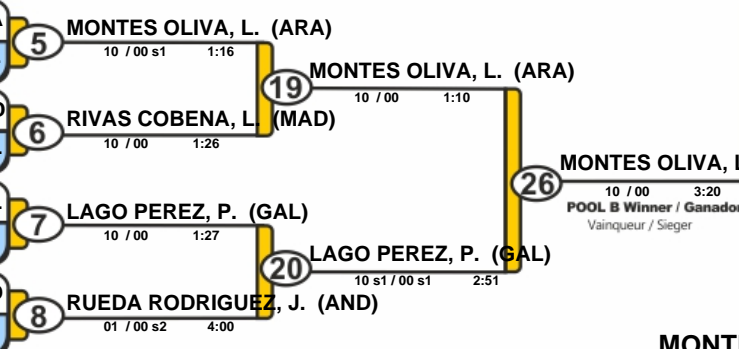 5 MONTES OLIVA, L. (ARA)
10 / 00 s1 1:16
19 MONTES OLIVA, L. (ARA)
10 / 00 1:10
6 RIVAS COBENA, L. (MAD)
10 / 00 1:26
26 MONTES OLIVA,
10 / 00 3:20
POOL B Winner / Ganador
Vainqueur / Sieger
7 LAGO PEREZ, P. (GAL)
10 / 00 1:27
20 LAGO PEREZ, P. (GAL)
10 s1 / 00 s1 2:51
8 RUEDA RODRIGUEZ, J. (AND)
01 / 00 s2 4:00